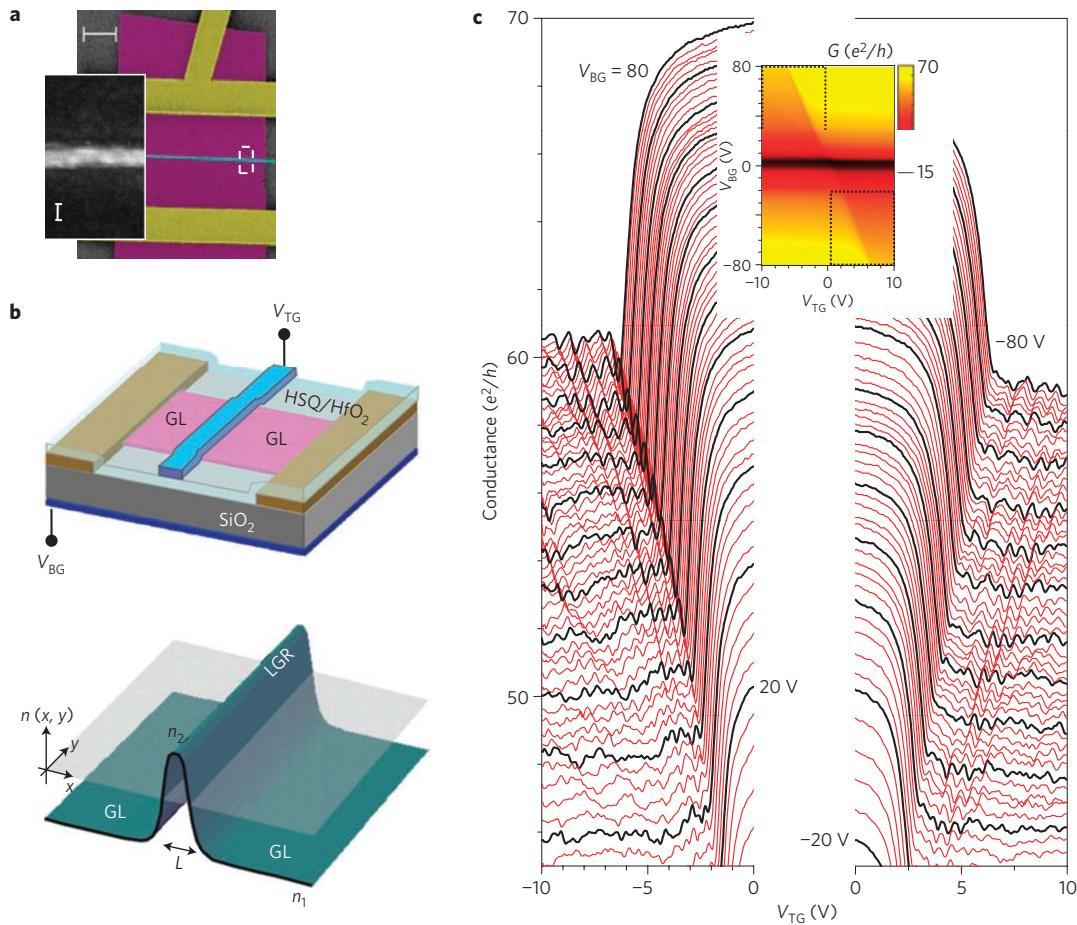 a
b
V_TG
HSQ/HfO2
GL
GL
SiO2
V_BG
LGR
n (x, y)
n2
y
x
GL
L
GL
n1
c
70
V_BG = 80
G (e²/h)
80
70
V_BG (V)
0
15
−80
−10
0
10
V_TG (V)
60
−80 V
Conductance (e²/h)
50
20 V
−20 V
−10
−5
0
0
5
10
V_TG (V)